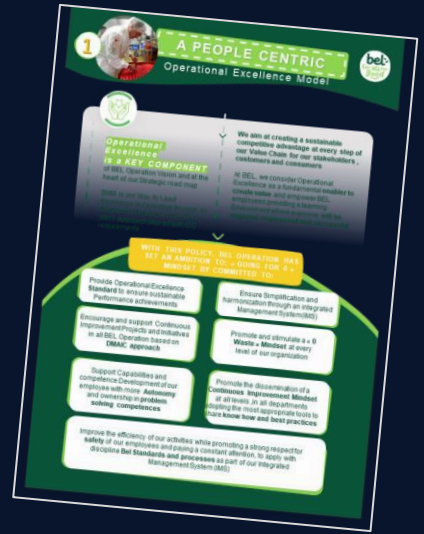 1
A PEOPLE CENTRIC
Operational Excellence Model
bel
for all
for good
Operational
Excellence
is a KEY COMPONENT
of BEL Operation Vision and at the
heart of our Strategic road map
We aim at creating a sustainable
competitive advantage at every step of
our Value Chain for our stakeholders,
customers and consumers
At BEL, we consider Operational
Excellence as a fundamental enabler to
create value and empower BEL
employees providing a learning
WITH THIS POLICY, BEL OPERATION HAS
SET AN AMBITION TO: « GOING FOR 0 »
MINDSET BY COMMITTED TO:
Provide Operational Excellence
Standard to ensure sustainable
Performance achievements
Ensure Simplification and
harmonization through an integrated
Management System(IMS)
Encourage and support Continuous
Improvement Projects and Initiatives
in all BEL Operation based on
DMAIC approach
Promote and stimulate a « 0
Waste » Mindset at every
level of our organization
Support Capabilities and
competence Development of our
employee with more Autonomy
and ownership in problem
solving competences
Promote the dissemination of a
Continuous Improvement Mindset
at all levels ,in all departments
adopting the most appropriate tools to
share know how and best practices
Improve the efficiency of our activities while promoting a strong respect for
safety of our employees and paying a constant attention, to apply with
discipline Bel Standards and processes as part of our Integrated
Management System (IMS)